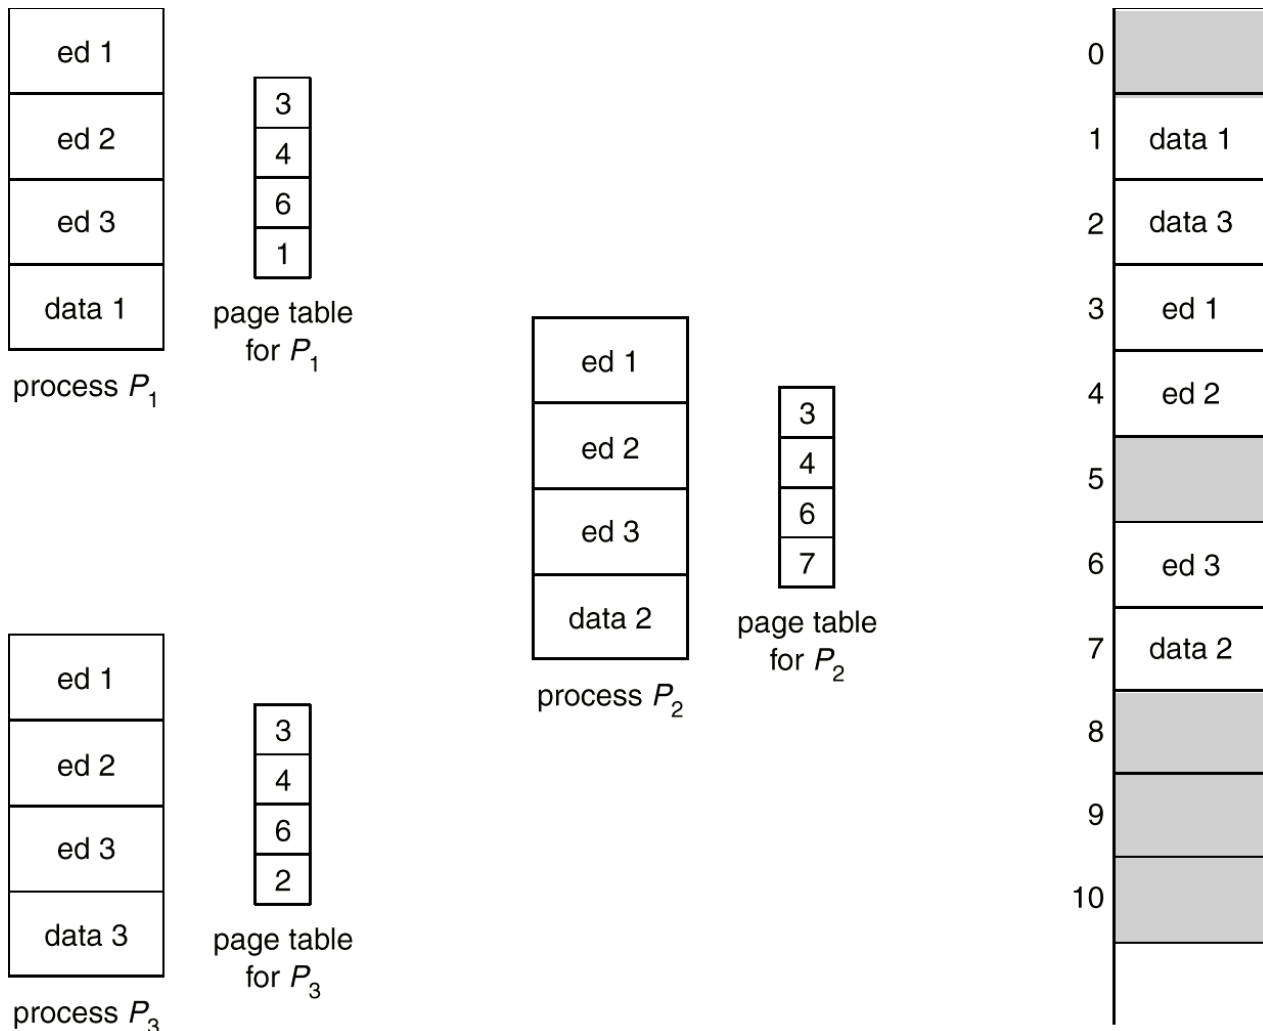 ed 1
ed 2
ed 3
data 1
process P1
3
4
6
1
page table
for P1
ed 1
ed 2
ed 3
data 2
process P2
3
4
6
7
page table
for P2
ed 1
ed 2
ed 3
data 3
process P3
3
4
6
2
page table
for P3
0
1 data 1
2 data 3
3 ed 1
4 ed 2
5
6 ed 3
7 data 2
8
9
10